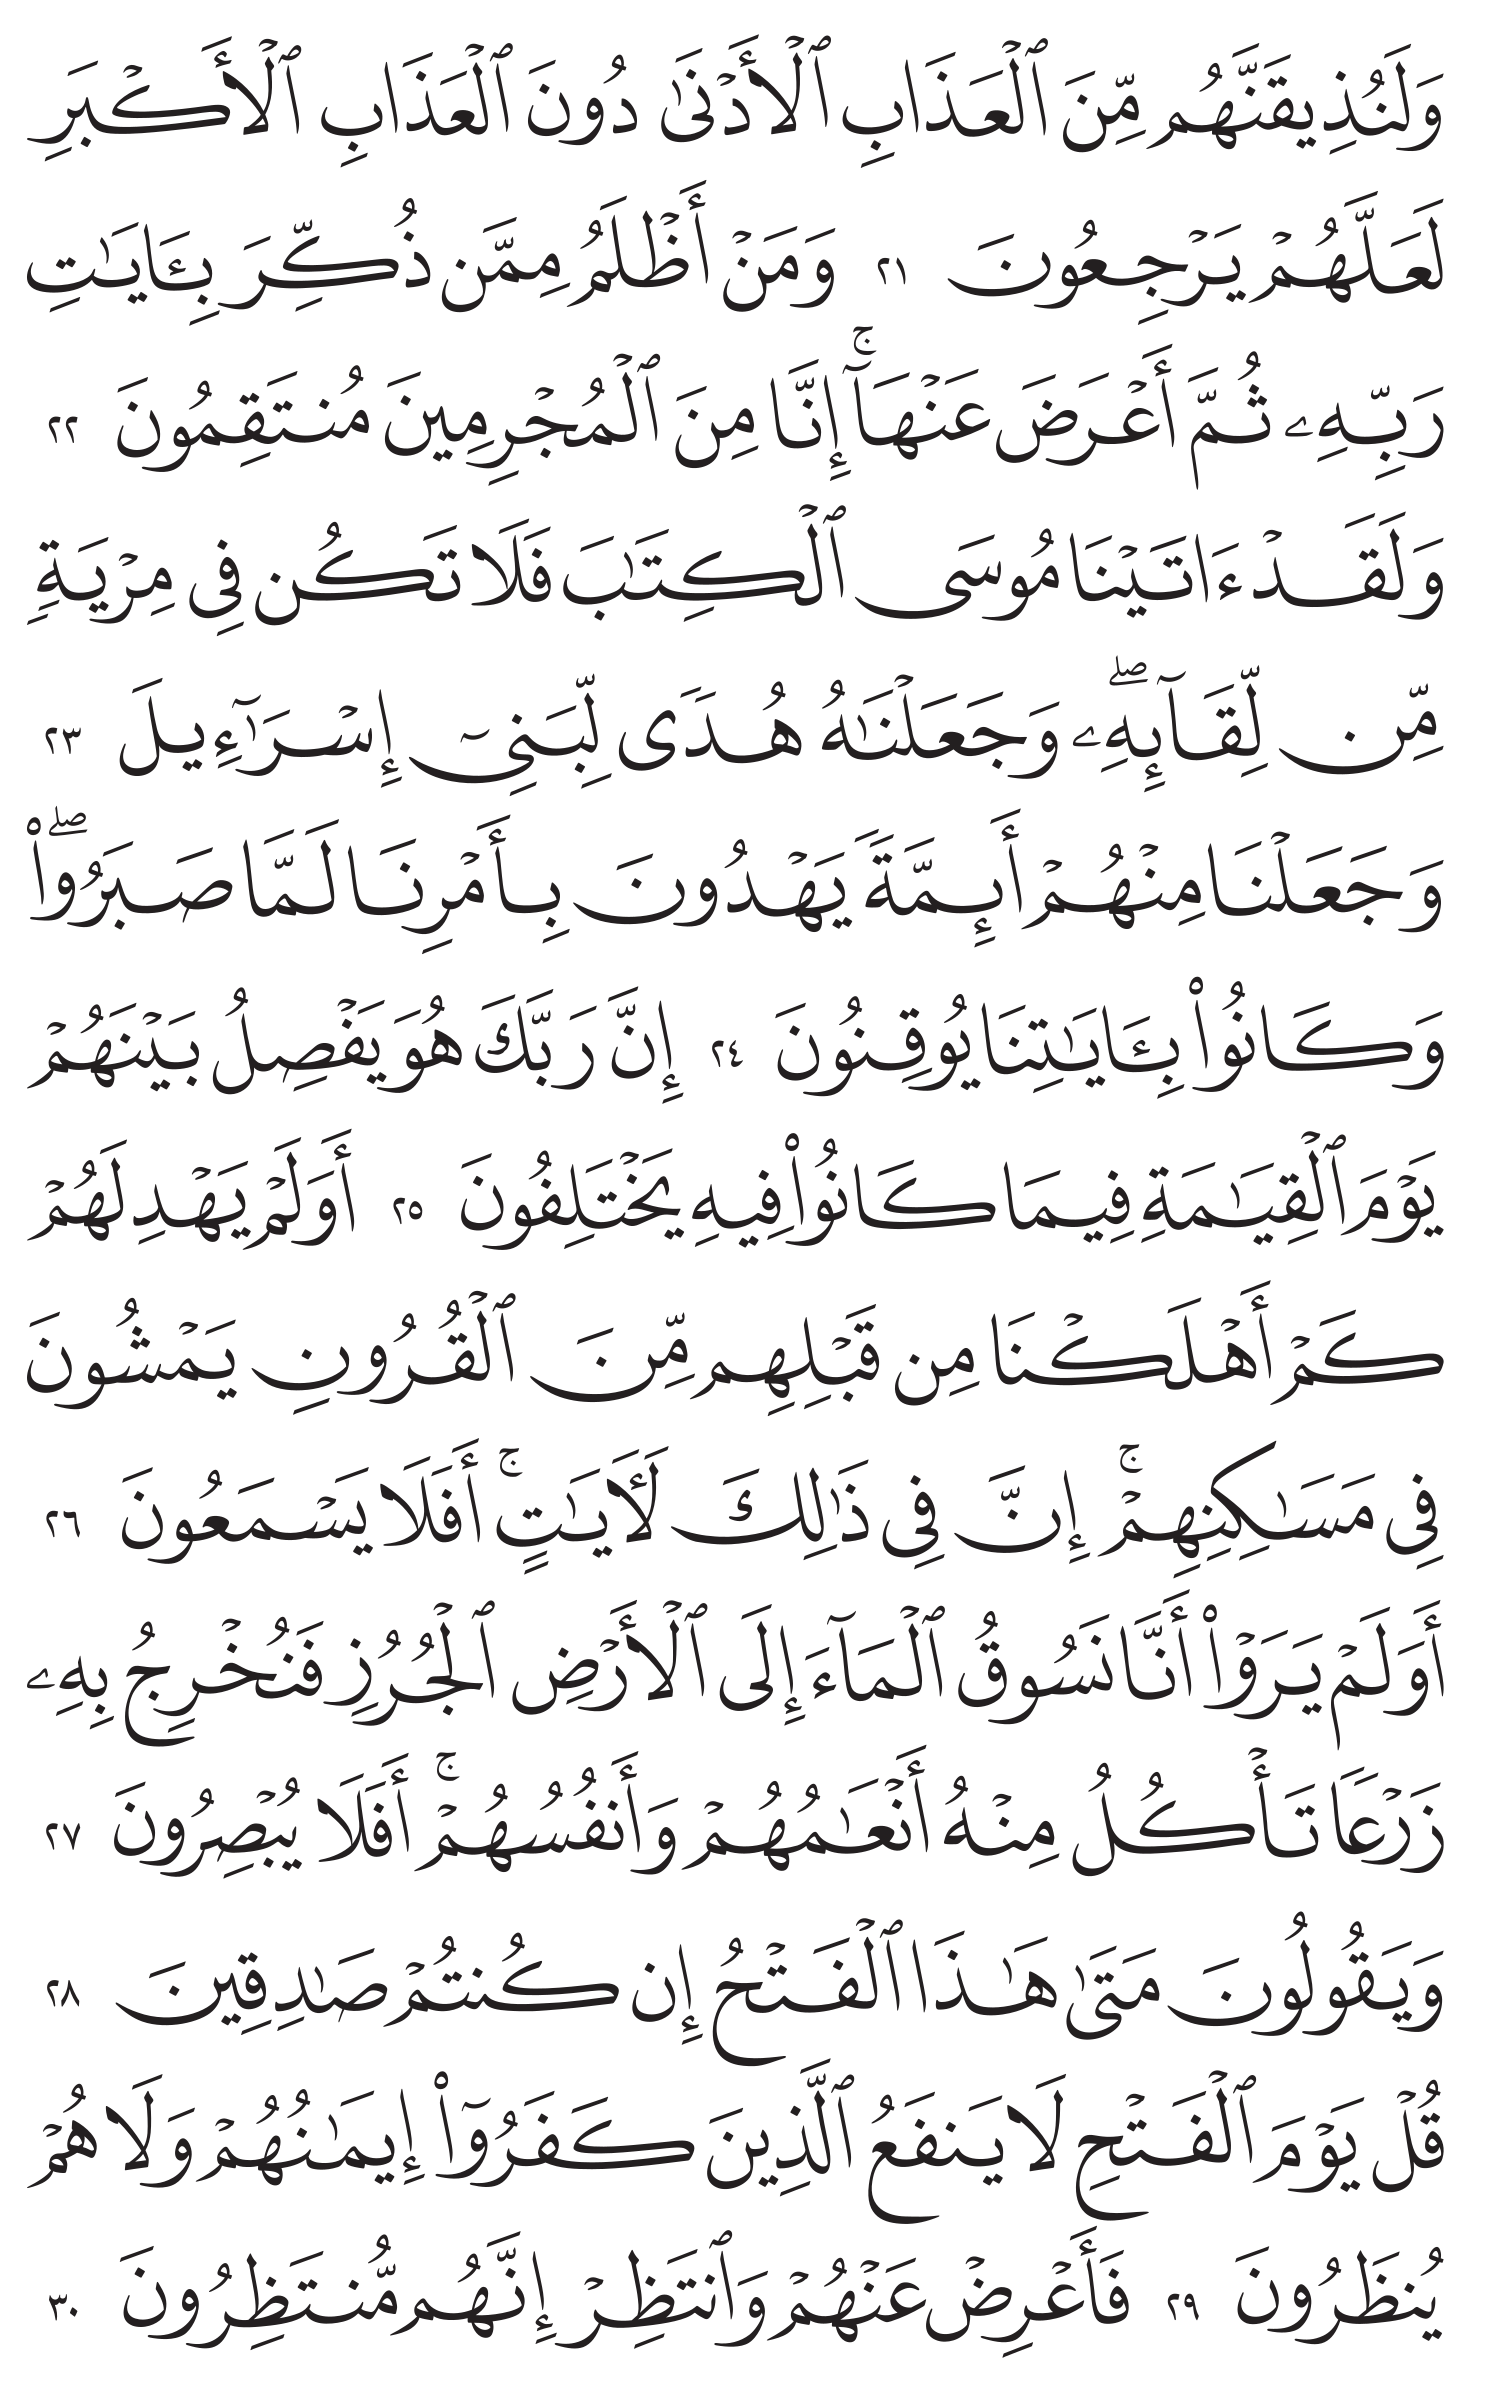 وَلَنُذِيقَنَّهُم مِّنَ ٱلْعَذَابِ ٱلْأَدْنَىٰ دُونَ ٱلْعَذَابِ ٱلْأَكْبَرِ
لَعَلَّهُمْ يَرْجِعُونَ ٢١ وَمَنْ أَظْلَمُ مِمَّن ذُكِّرَ بِـَٔايَـٰتِ
رَبِّهِۦ ثُمَّ أَعْرَضَ عَنْهَآ ۚ إِنَّا مِنَ ٱلْمُجْرِمِينَ مُنتَقِمُونَ ٢٢
وَلَقَدْ ءَاتَيْنَا مُوسَى ٱلْكِتَـٰبَ فَلَا تَكُن فِى مِرْيَةٍ
مِّن لِّقَآئِهِۦ ۖ وَجَعَلْنَـٰهُ هُدًى لِّبَنِىٓ إِسْرَٰٓءِيلَ ٢٣
وَجَعَلْنَا مِنْهُمْ أَئِمَّةً يَهْدُونَ بِأَمْرِنَا لَمَّا صَبَرُوا۟ ۖ
وَكَانُوا۟ بِـَٔايَـٰتِنَا يُوقِنُونَ ٢٤ إِنَّ رَبَّكَ هُوَ يَفْصِلُ بَيْنَهُمْ
يَوْمَ ٱلْقِيَـٰمَةِ فِيمَا كَانُوا۟ فِيهِ يَخْتَلِفُونَ ٢٥ أَوَلَمْ يَهْدِ لَهُمْ
كَمْ أَهْلَكْنَا مِن قَبْلِهِم مِّنَ ٱلْقُرُونِ يَمْشُونَ
فِى مَسَـٰكِنِهِمْ ۚ إِنَّ فِى ذَٰلِكَ لَـَٔايَـٰتٍ ۖ أَفَلَا يَسْمَعُونَ ٢٦
أَوَلَمْ يَرَوْا۟ أَنَّا نَسُوقُ ٱلْمَآءَ إِلَى ٱلْأَرْضِ ٱلْجُرُزِ فَنُخْرِجُ بِهِۦ
زَرْعًا تَأْكُلُ مِنْهُ أَنْعَـٰمُهُمْ وَأَنفُسُهُمْ ۚ أَفَلَا يُبْصِرُونَ ٢٧
وَيَقُولُونَ مَتَىٰ هَـٰذَا ٱلْفَتْحُ إِن كُنتُمْ صَـٰدِقِينَ ٢٨
قُلْ يَوْمَ ٱلْفَتْحِ لَا يَنفَعُ ٱلَّذِينَ كَفَرُوٓا۟ إِيمَـٰنُهُمْ وَلَا هُمْ
يُنظَرُونَ ٢٩ فَأَعْرِضْ عَنْهُمْ وَٱنتَظِرْ إِنَّهُم مُّنتَظِرُونَ ٣٠